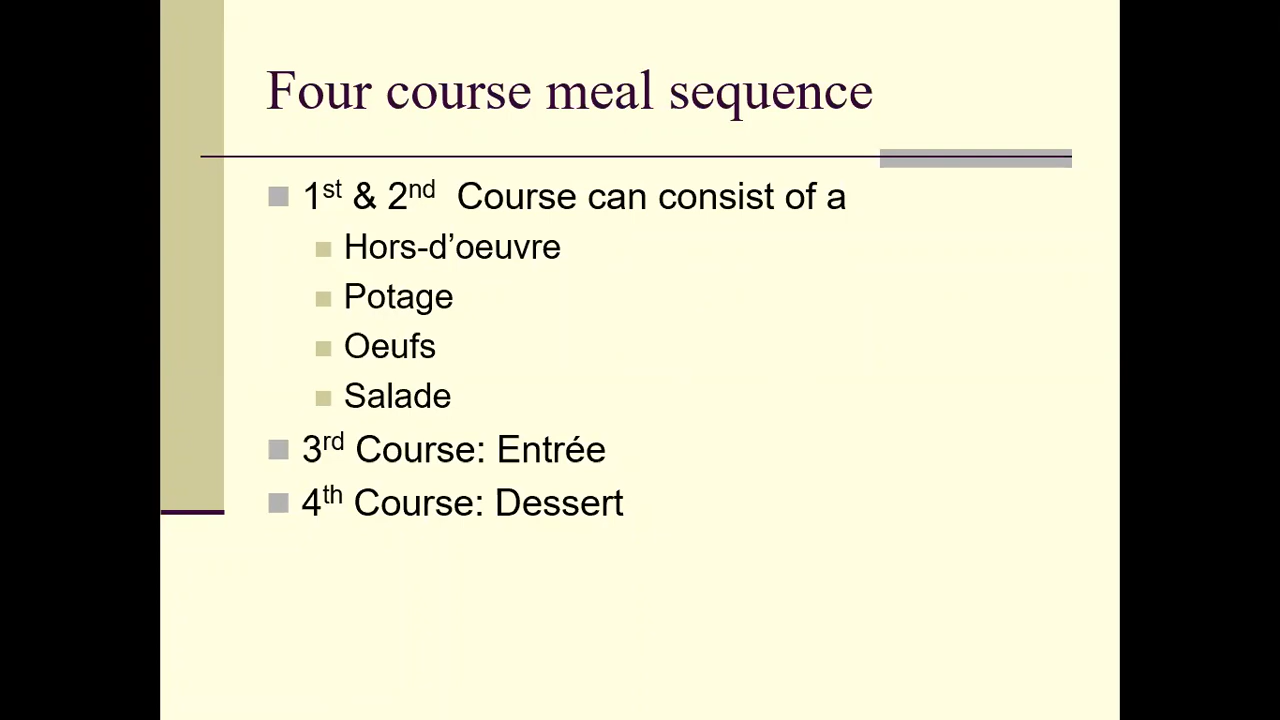 Four course meal sequence
1st & 2nd Course can consist of a
Hors-d’oeuvre
Potage
Oeufs
Salade
3rd Course: Entrée
4th Course: Dessert